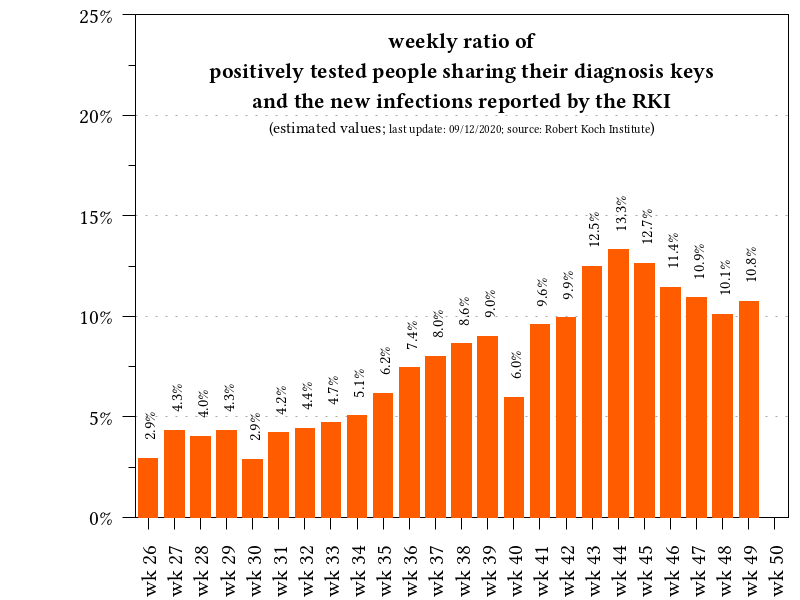 weekly ratio of
positively tested people sharing their diagnosis keys
and the new infections reported by the RKI
(estimated values; last update: 09/12/2020; source: Robert Koch Institute)
25%
20%
15%
10%
5%
0%
2.9%
4.3%
4.0%
4.3%
2.9%
4.2%
4.4%
4.7%
5.1%
6.2%
7.4%
8.0%
8.6%
9.0%
6.0%
9.6%
9.9%
12.5%
13.3%
12.7%
11.4%
10.9%
10.1%
10.8%
wk 26
wk 27
wk 28
wk 29
wk 30
wk 31
wk 32
wk 33
wk 34
wk 35
wk 36
wk 37
wk 38
wk 39
wk 40
wk 41
wk 42
wk 43
wk 44
wk 45
wk 46
wk 47
wk 48
wk 49
wk 50